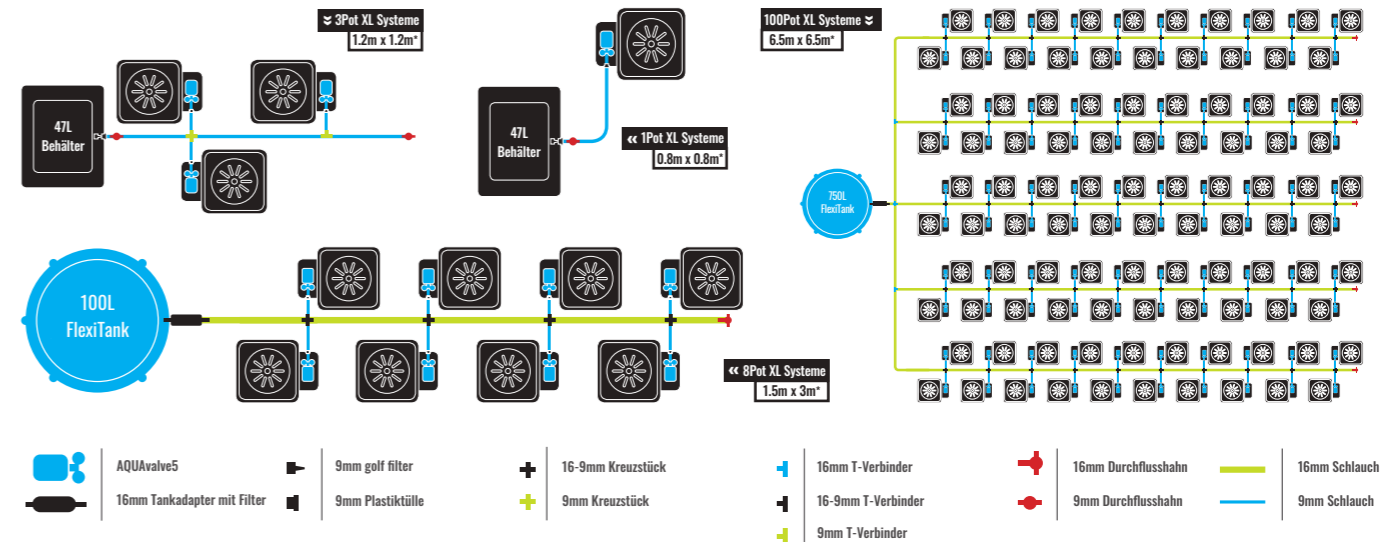 ⪖ 3Pot XL Systeme
1.2m x 1.2m*
47L
Behälter
47L
Behälter
« 1Pot XL Systeme
0.8m x 0.8m*
100Pot XL Systeme ⪖
6.5m x 6.5m*
750L
FlexiTank
100L
FlexiTank
« 8Pot XL Systeme
1.5m x 3m*
AQUAvalve5
16mm Tankadapter mit Filter
9mm golf filter
9mm Plastiktülle
16-9mm Kreuzstück
9mm Kreuzstück
16mm T-Verbinder
16-9mm T-Verbinder
9mm T-Verbinder
16mm Durchflusshahn
9mm Durchflusshahn
16mm Schlauch
9mm Schlauch